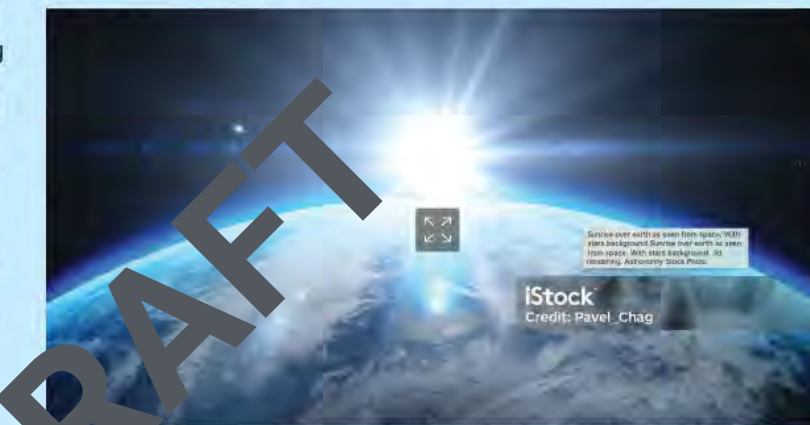 Sunrise over earth as seen from space. With
stars background Sunrise over earth as seen
from space. With stars background. 3d
rendering. Astronomy Stock Photo
iStock
Credit: Pavel_Chag
RAFT